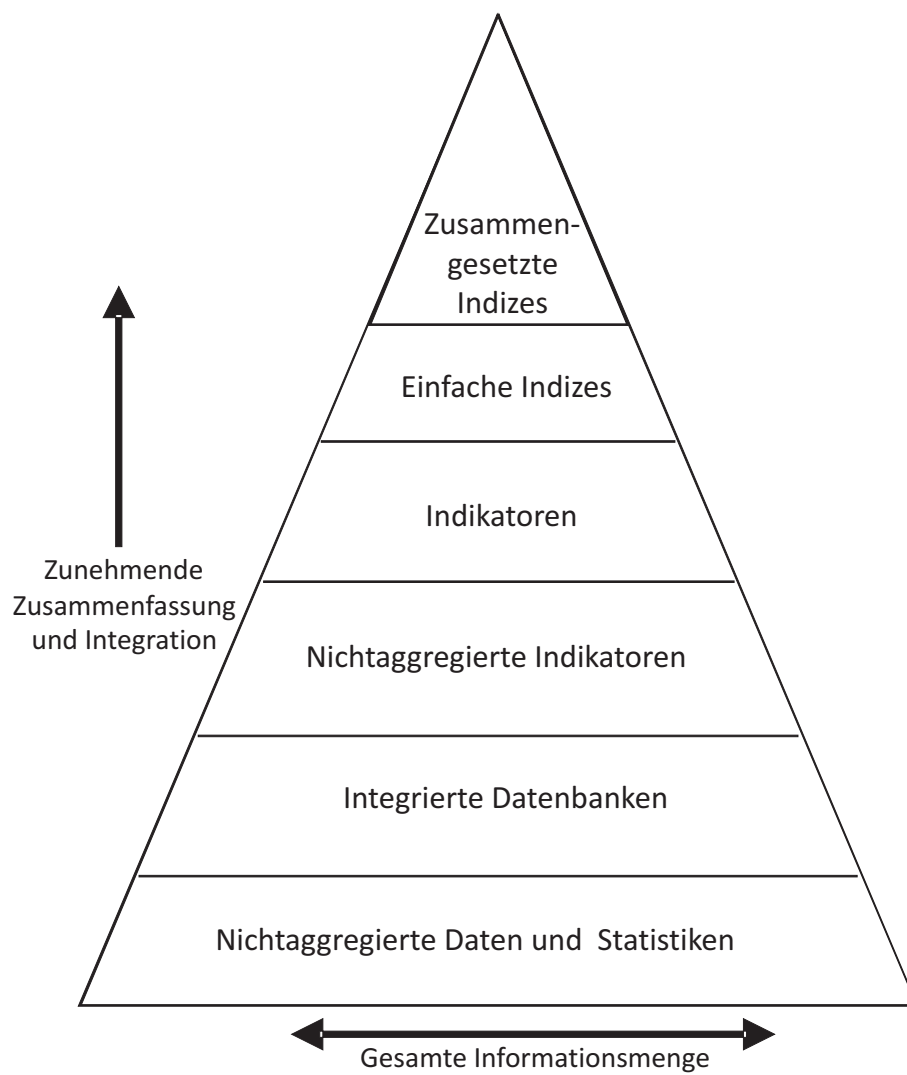 Zusammen-
gesetzte
Indizes
Einfache Indizes
Indikatoren
Zunehmende
Zusammenfassung
und Integration
Nichtaggregierte Indikatoren
Integrierte Datenbanken
Nichtaggregierte Daten und Statistiken
Gesamte Informationsmenge